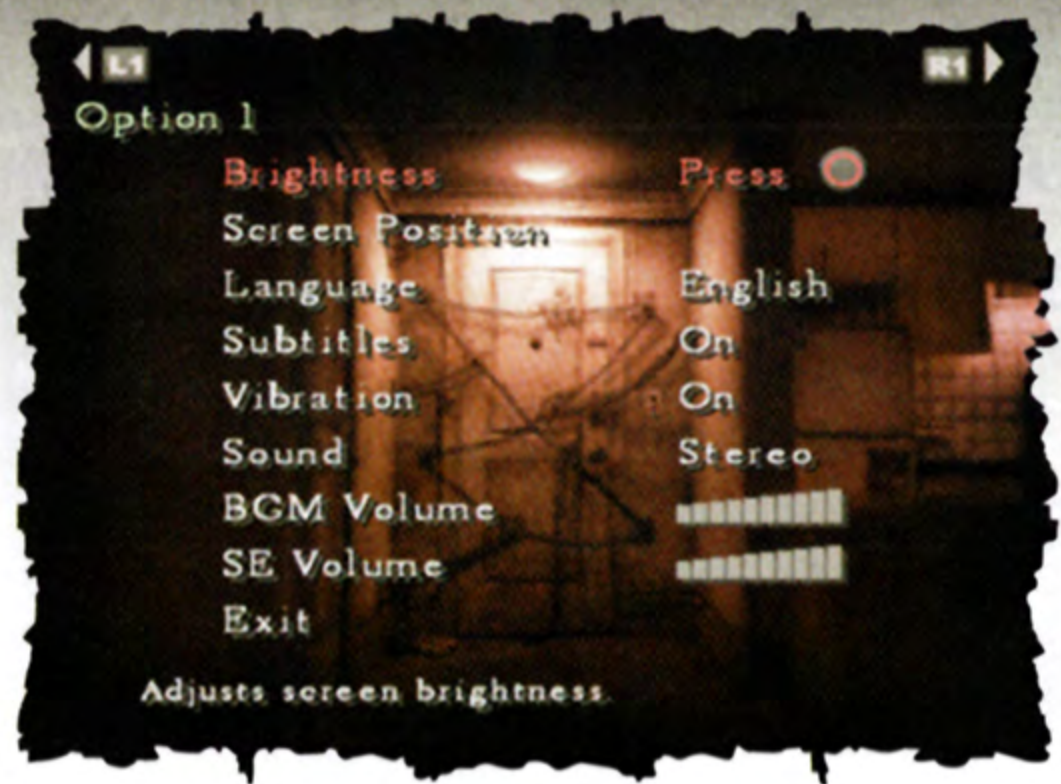 L1 R1
Option 1
Brightness Press
Screen Position
Language English
Subtitles On
Vibration On
Sound Stereo
BGM Volume
SE Volume
Exit
Adjusts screen brightness.